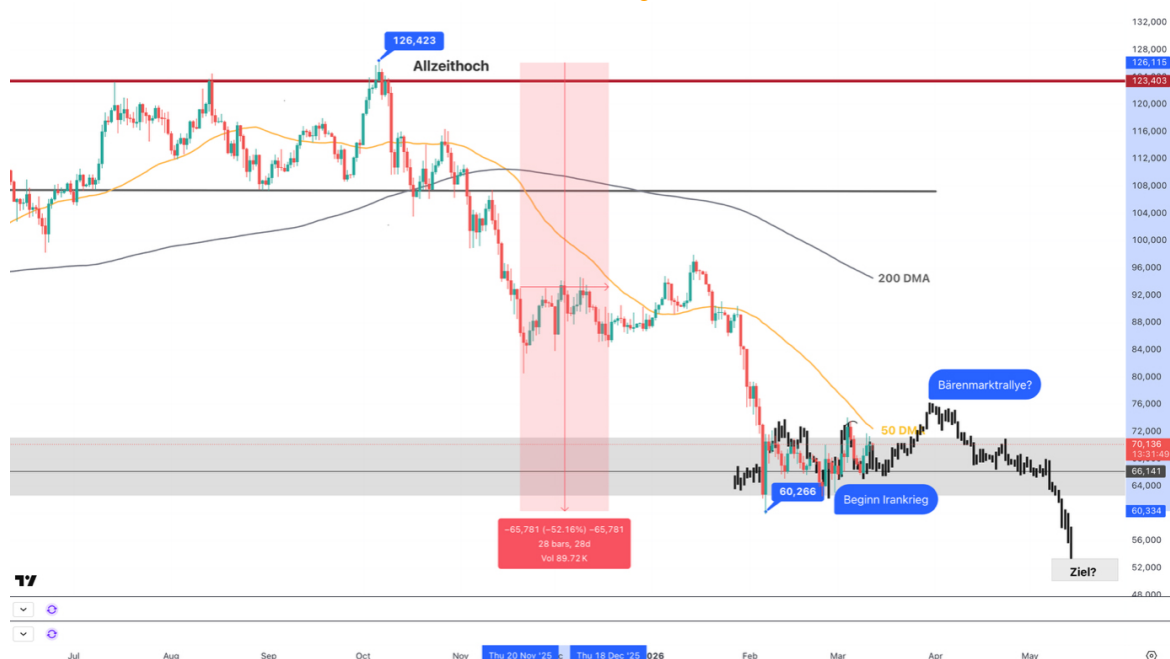 132,000
126,423
128,000
Allzeithoch
126,115
123,403
120,000
116,000
112,000
108,000
104,000
100,000
96,000
200 DMA
92,000
88,000
84,000
80,000
Bärenmarktrallye?
76,000
72,000
50 DM
70,136
13:31:49
66,141
60,266
64,000
Beginn Irankrieg
60,334
−65,781 (−52.16%) −65,781
28 bars, 28d
Vol 89.72 K
56,000
52,000
Ziel?
48,000
Jul Aug Sep Oct Nov Thu 20 Nov '25 c Thu 18 Dec '25 026 Feb Mar Apr May